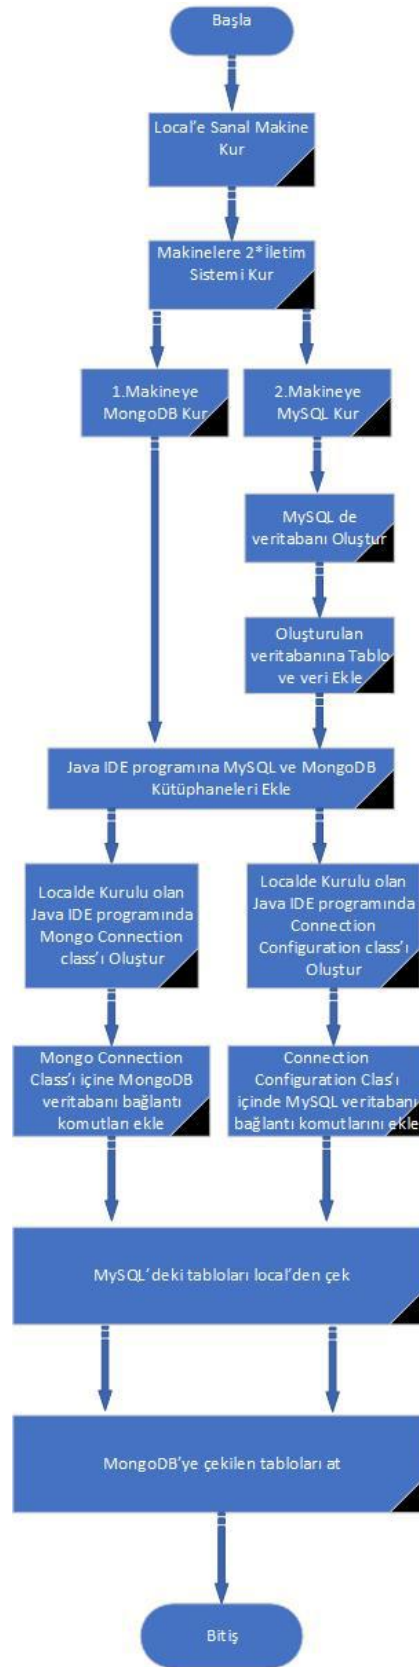 Başla
Local'e Sanal Makine
Kur
Makinelere 2*İletim
Sistemi Kur
1.Makineye
MongoDB Kur
2.Makineye
MySQL Kur
MySQL de
veritabanı Oluştur
Oluşturulan
veritabanına Tablo
ve veri Ekle
Java IDE programına MySQL ve MongoDB
Kütüphaneleri Ekle
Localde Kurulu olan
Java IDE programında
Mongo Connection
class'ı Oluştur
Localde Kurulu olan
Java IDE programında
Connection
Configuration class'ı
Oluştur
Mongo Connection
Class'ı içine MongoDB
veritabanı bağlantı
komutları ekle
Connection
Configuration Clas'ı
içinde MySQL veritabanı
bağlantı komutlarını ekle
MySQL'deki tabloları local'den çek
MongoDB'ye çekilen tabloları at
Bitiş